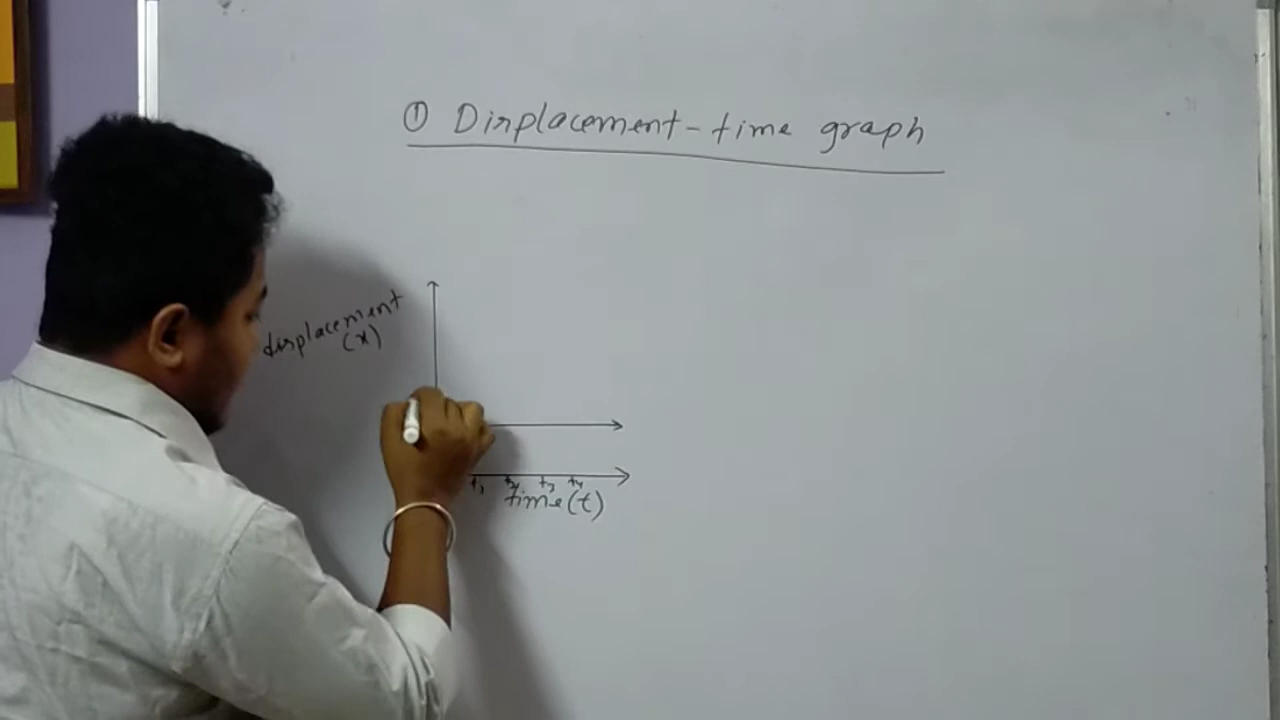 ① Displacement-time graph
displacement
(x)
t₁ t₂ t₃ t₄
time(t)